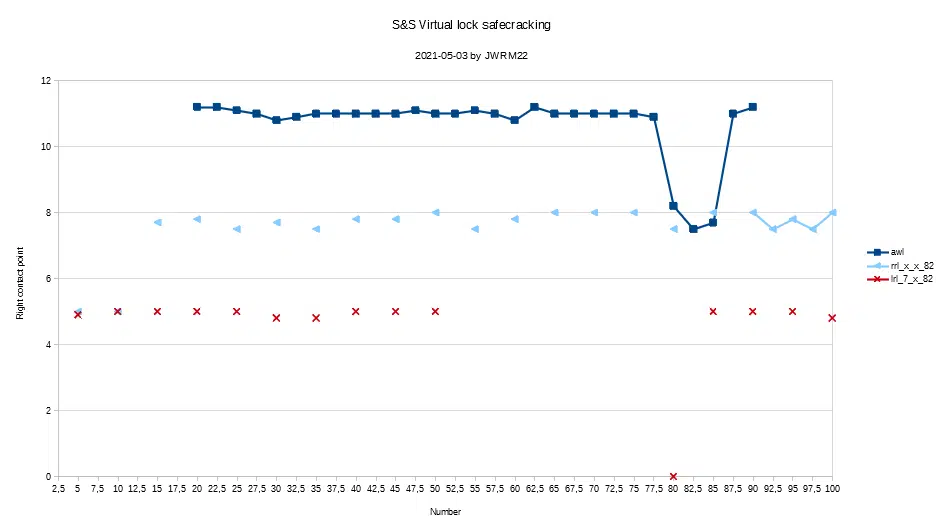 S&S Virtual lock safecracking
2021-05-03 by JWRM22
12
10
8
6
4
2
0
Right contact point
2,5 5 7,5 10 12,5 15 17,5 20 22,5 25 27,5 30 32,5 35 37,5 40 42,5 45 47,5 50 52,5 55 57,5 60 62,5 65 67,5 70 72,5 75 77,5 80 82,5 85 87,5 90 92,5 95 97,5 100
Number
awl
rrl_x_x_82
lrl_7_x_82